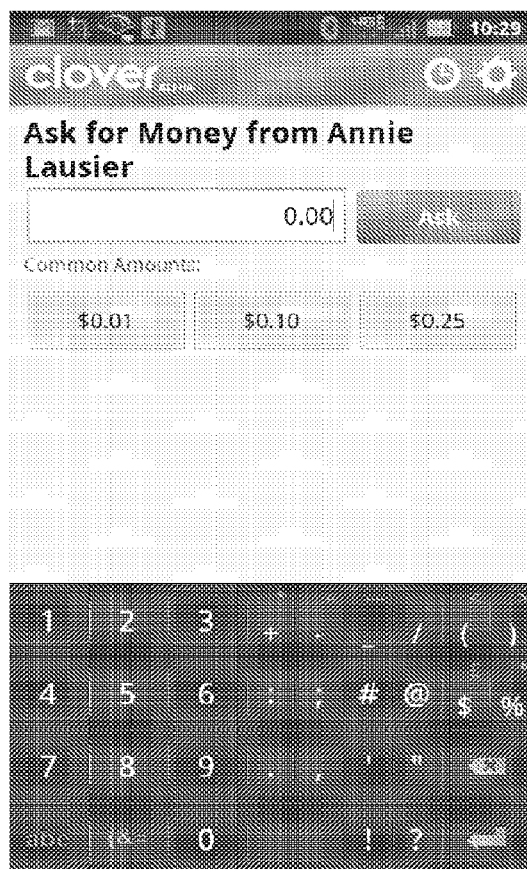 10:29
clover
Ask for Money from Annie
Lausier
0.00 Ask
Common Amounts:
$0.01 $0.10 $0.25
1 2 3 + - _ / ( )
4 5 6 : ; # @ $ %
7 8 9 . , ' "
abc 0 ! ?